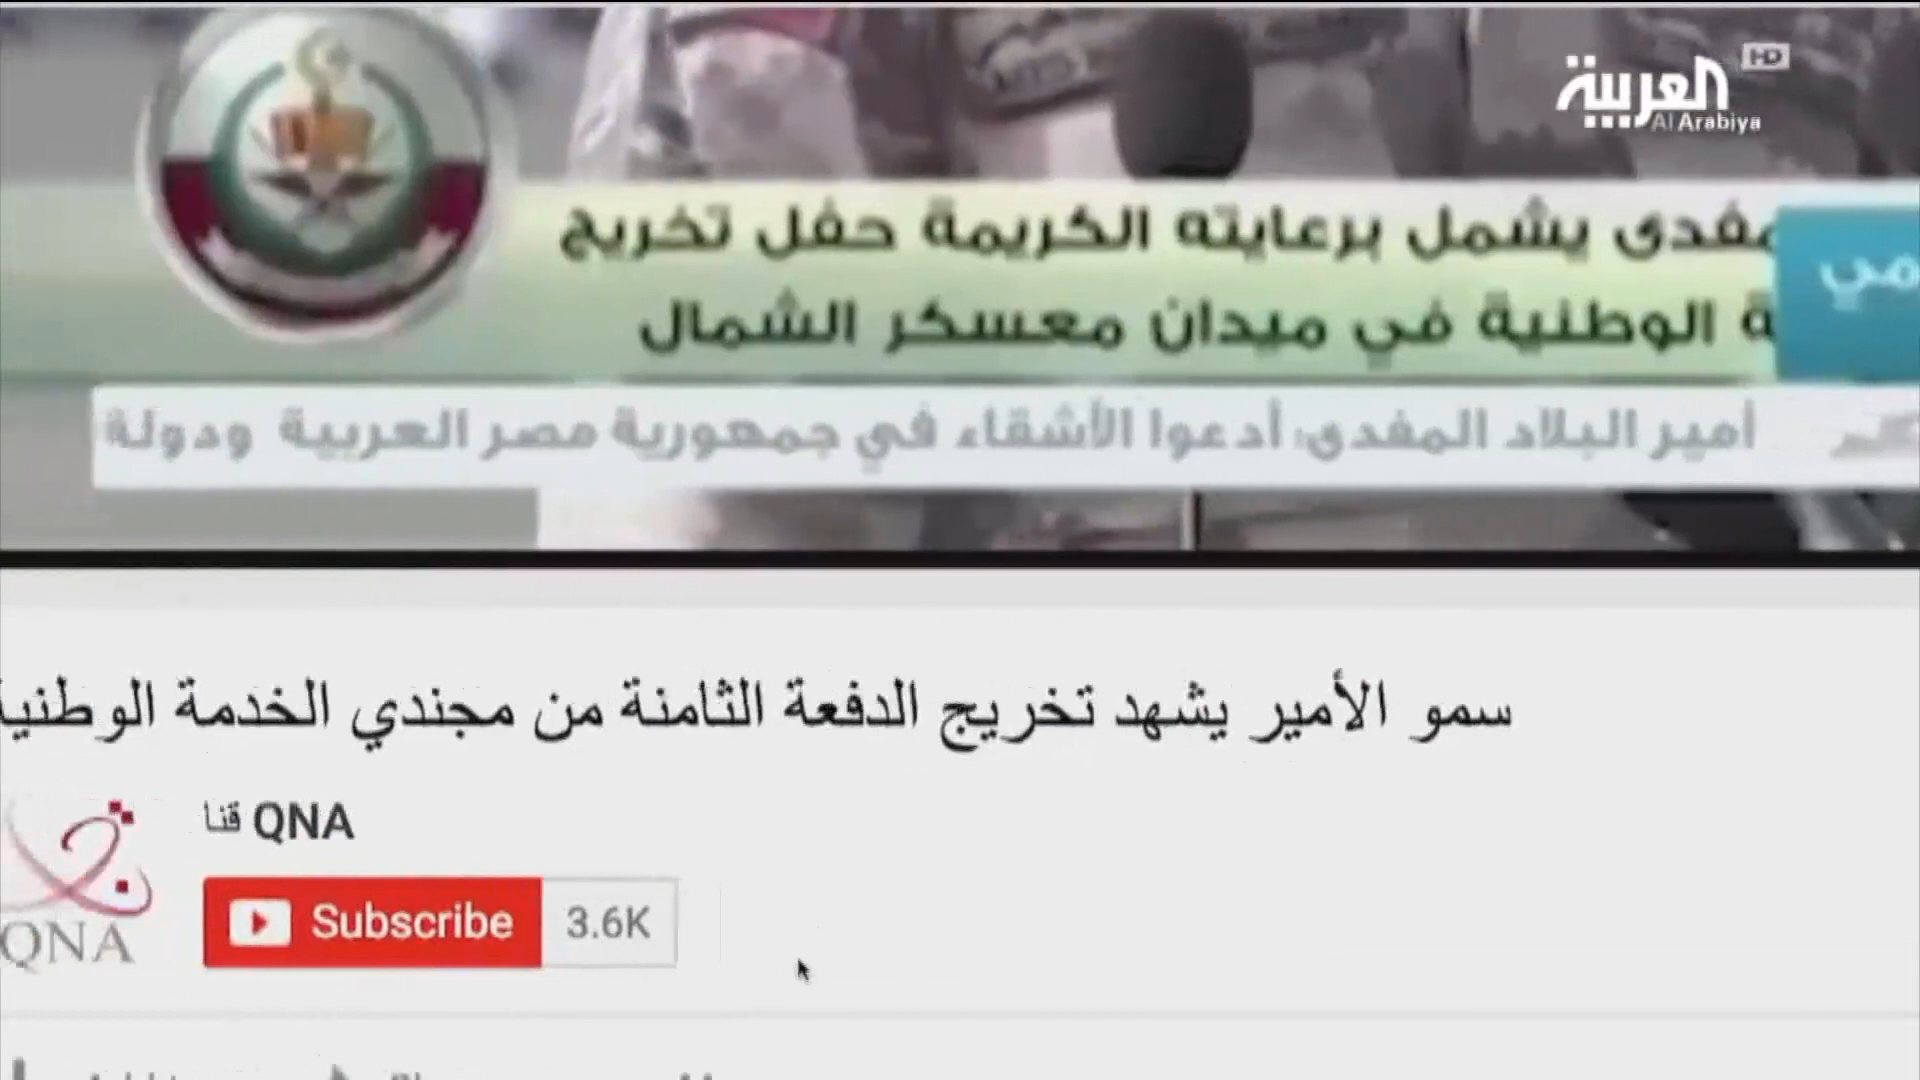 HD
العربية
Al Arabiya
مفدى يشمل برعايته الكريمة حفل تخريج
ة الوطنية في ميدان معسكر الشمال
مي
أمير البلاد المفدى: أدعوا الأشقاء في جمهورية مصر العربية ودولة
سمو الأمير يشهد تخريج الدفعة الثامنة من مجندي الخدمة الوطنية
قنا QNA
QNA
Subscribe 3.6K